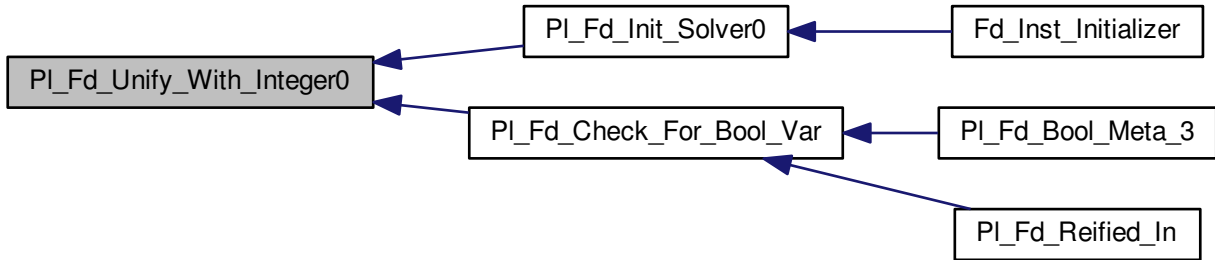 Pl_Fd_Init_Solver0
Fd_Inst_Initializer
Pl_Fd_Unify_With_Integer0
Pl_Fd_Check_For_Bool_Var
Pl_Fd_Bool_Meta_3
Pl_Fd_Reified_In